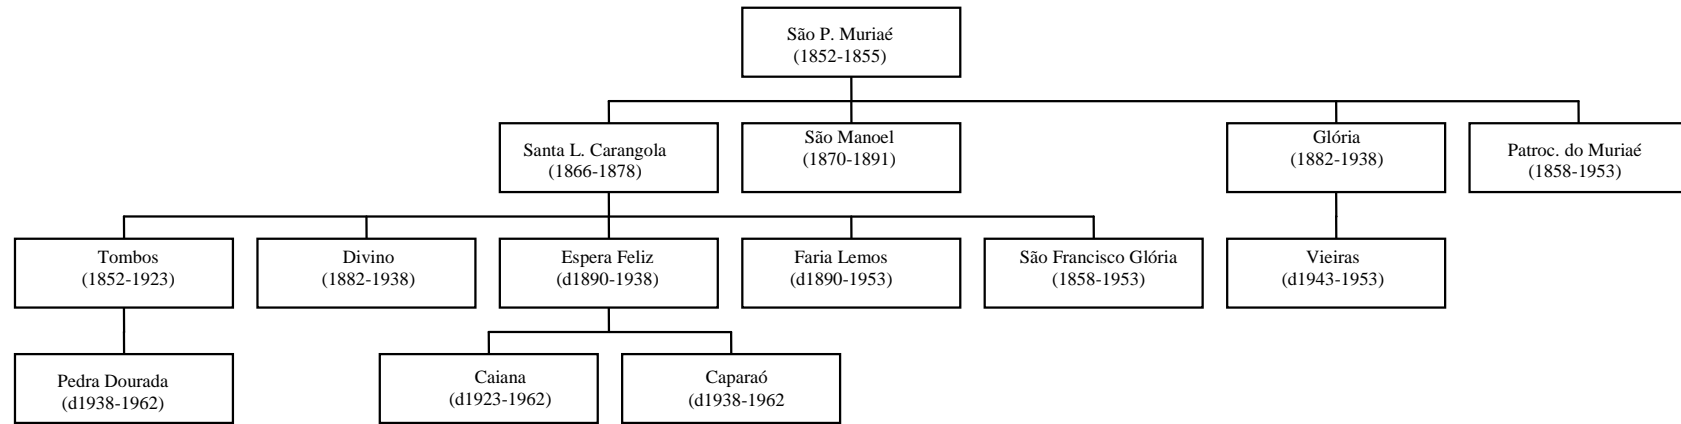 São P. Muriaé
(1852-1855)
Santa L. Carangola
(1866-1878)
São Manoel
(1870-1891)
Glória
(1882-1938)
Patroc. do Muriaé
(1858-1953)
Tombos
(1852-1923)
Divino
(1882-1938)
Espera Feliz
(d1890-1938)
Faria Lemos
(d1890-1953)
São Francisco Glória
(1858-1953)
Vieiras
(d1943-1953)
Pedra Dourada
(d1938-1962)
Caiana
(d1923-1962)
Caparaó
(d1938-1962